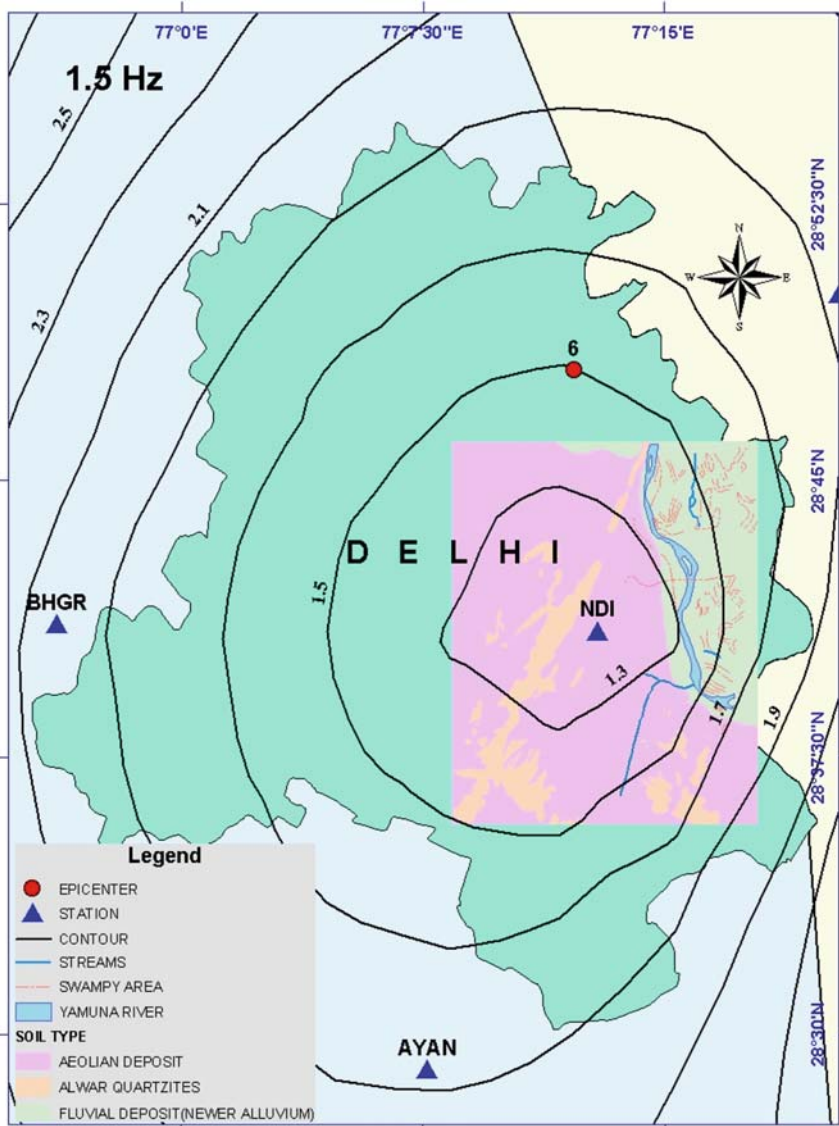 77°0'E 77°7'30"E 77°15'E
1.5 Hz
2.5
28°52'30"N
2.1
N
W E
S
2.3
6
28°45'N
D E L H I
1.5
BHGR
NDI
1.3
1.7
1.9
28°37'30"N
Legend
EPICENTER
STATION
CONTOUR
STREAMS
SWAMPY AREA
YAMUNA RIVER
SOIL TYPE
AEOLIAN DEPOSIT
ALWAR QUARTZITES
FLUVIAL DEPOSIT(NEWER ALLUVIUM)
AYAN
28°30'N